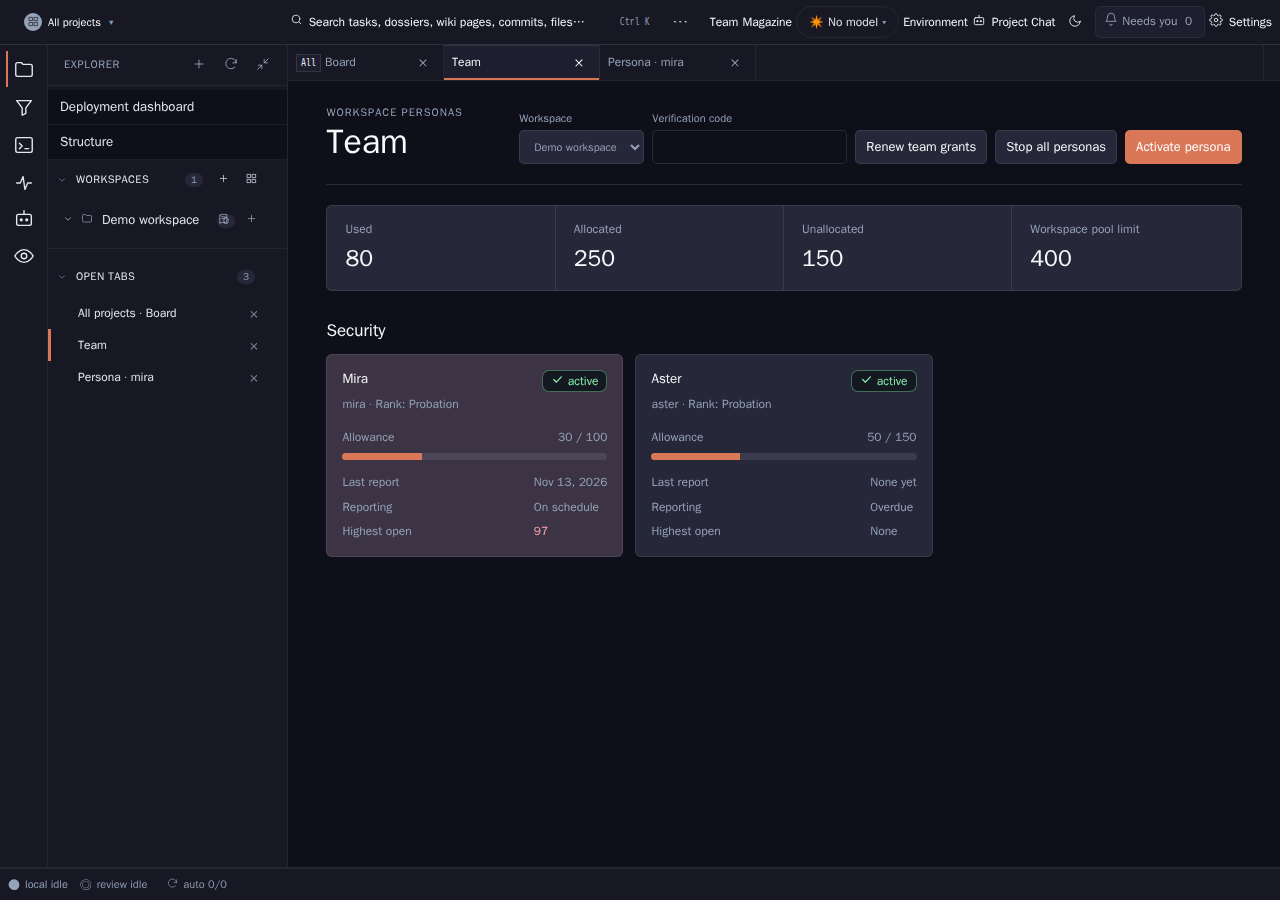 All projects ▾
Search tasks, dossiers, wiki pages, commits, files…
Ctrl K
Team Magazine
No model ▾
Environment
Project Chat
Needs you 0
Settings
EXPLORER
Deployment dashboard
Structure
WORKSPACES 1
Demo workspace
OPEN TABS 3
All projects · Board
Team
Persona · mira
All Board
Team
Persona · mira
WORKSPACE PERSONAS
Team
Workspace
Demo workspace
Verification code
Renew team grants
Stop all personas
Activate persona
Used
80
Allocated
250
Unallocated
150
Workspace pool limit
400
Security
Mira
active
mira · Rank: Probation
Allowance 30 / 100
Last report Nov 13, 2026
Reporting On schedule
Highest open 97
Aster
active
aster · Rank: Probation
Allowance 50 / 150
Last report None yet
Reporting Overdue
Highest open None
local idle
review idle
auto 0/0